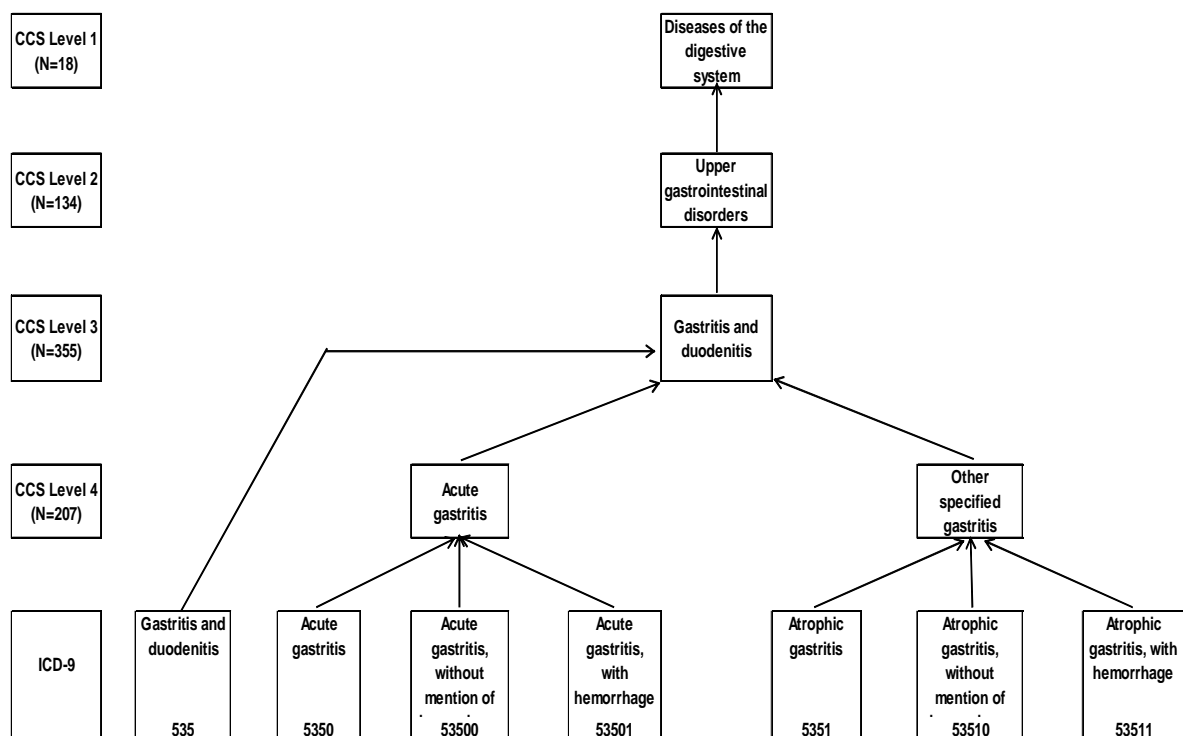 CCS Level 1
(N=18)
Diseases of the
digestive
system
CCS Level 2
(N=134)
Upper
gastrointestinal
disorders
CCS Level 3
(N=355)
Gastritis and
duodenitis
CCS Level 4
(N=207)
Acute
gastritis
Other
specified
gastritis
ICD-9
Gastritis and
duodenitis
535
Acute
gastritis
5350
Acute
gastritis,
without
mention of
53500
Acute
gastritis,
with
hemorrhage
53501
Atrophic
gastritis
5351
Atrophic
gastritis,
without
mention of
53510
Atrophic
gastritis, with
hemorrhage
53511